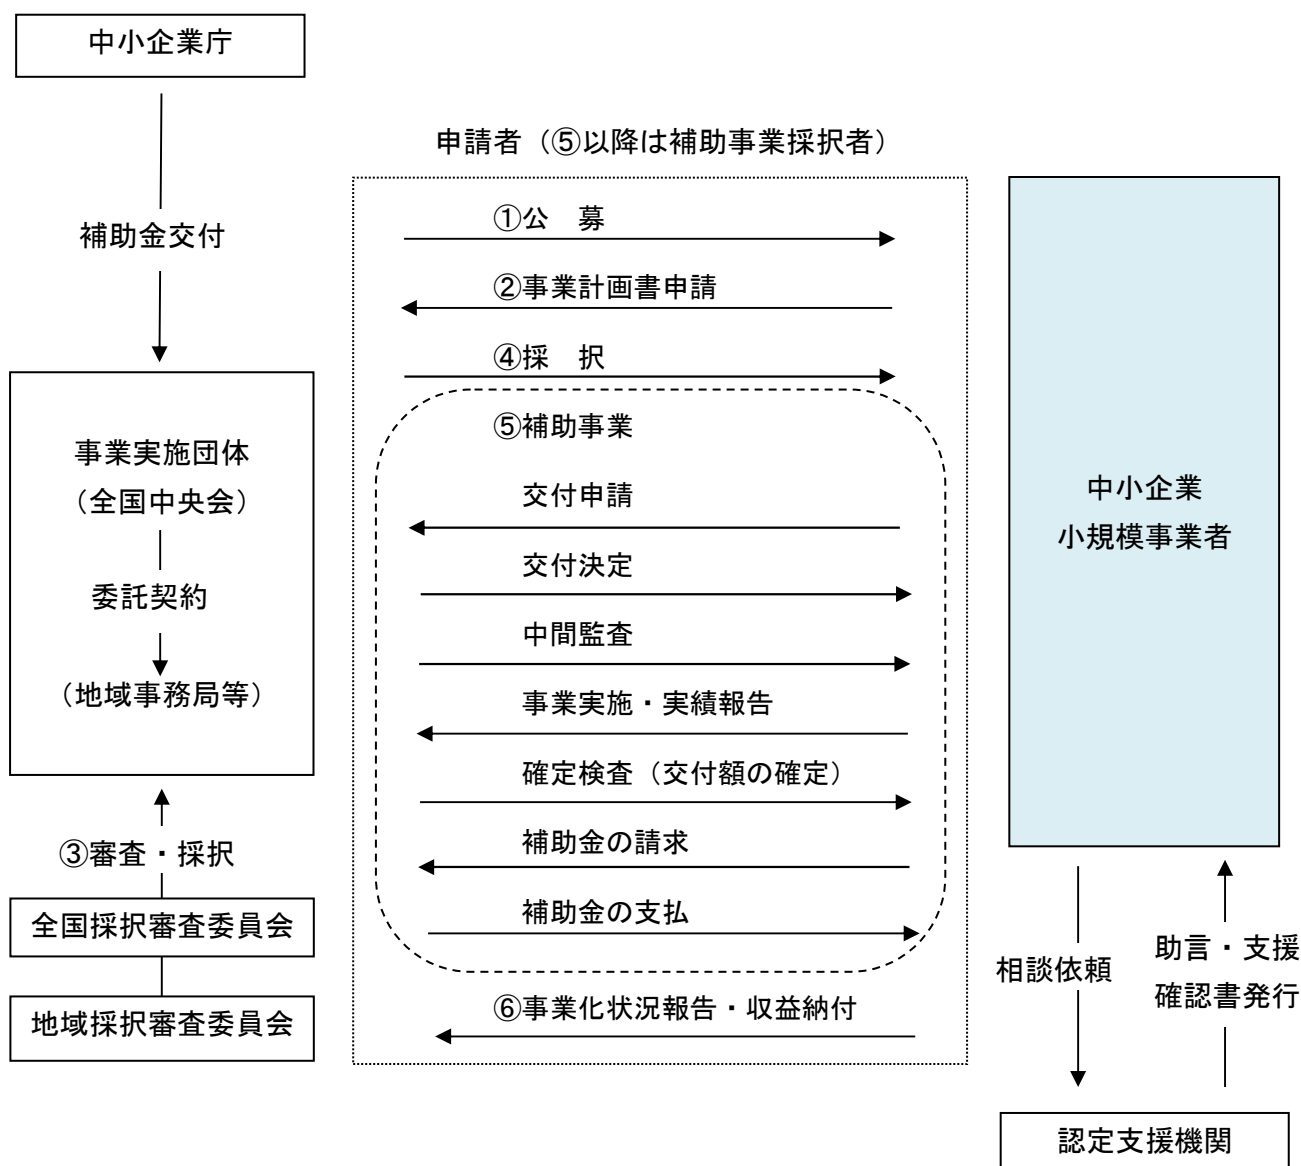 中小企業庁
補助金交付
事業実施団体
（全国中央会）
委託契約
（地域事務局等）
③審査・採択
全国採択審査委員会
地域採択審査委員会
申請者（⑤以降は補助事業採択者）
①公　募
②事業計画書申請
④採　択
⑤補助事業
交付申請
交付決定
中間監査
事業実施・実績報告
確定検査（交付額の確定）
補助金の請求
補助金の支払
⑥事業化状況報告・収益納付
中小企業
小規模事業者
相談依頼
助言・支援
確認書発行
認定支援機関